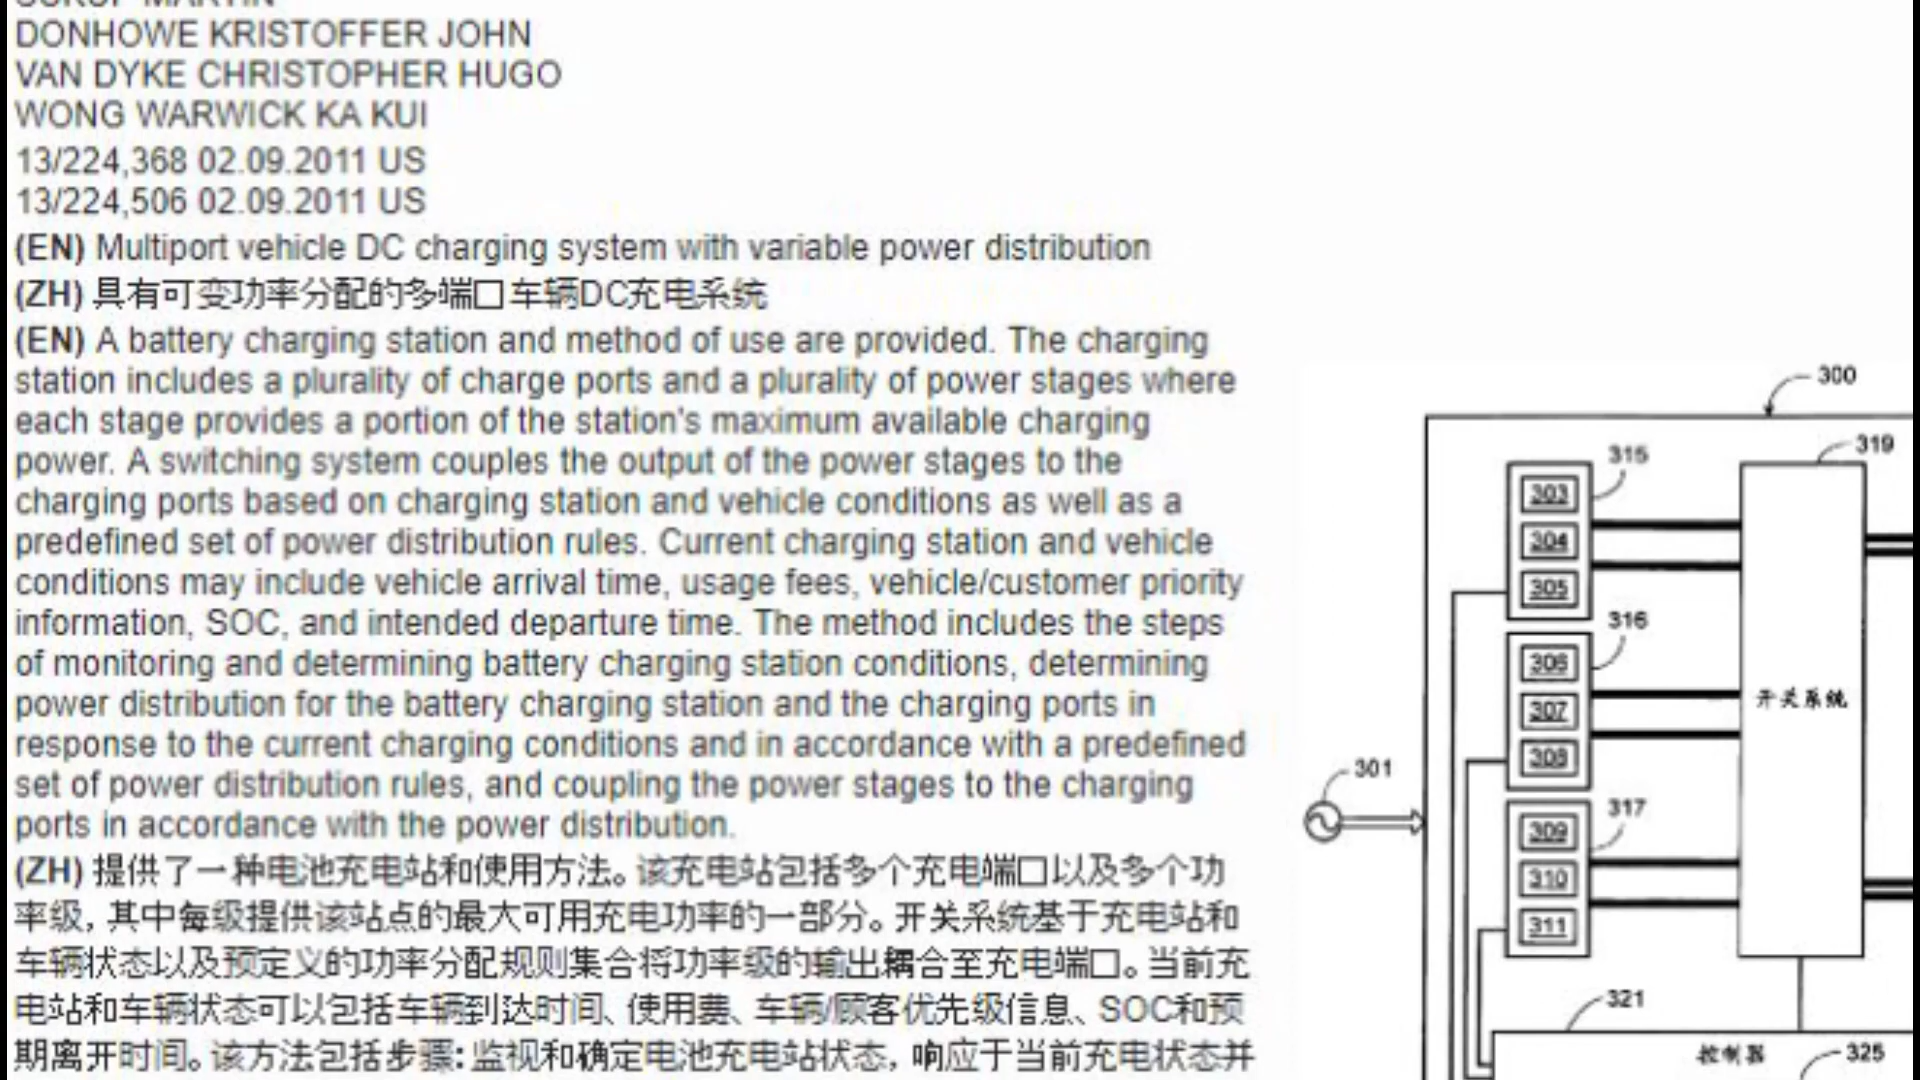 DONHOWE KRISTOFFER JOHN
VAN DYKE CHRISTOPHER HUGO
WONG WARWICK KA KUI
13/224,368 02.09.2011 US
13/224,506 02.09.2011 US
(EN) Multiport vehicle DC charging system with variable power distribution
(ZH) 具有可变功率分配的多端口车辆DC充电系统
(EN) A battery charging station and method of use are provided. The charging
station includes a plurality of charge ports and a plurality of power stages where
each stage provides a portion of the station's maximum available charging
power. A switching system couples the output of the power stages to the
charging ports based on charging station and vehicle conditions as well as a
predefined set of power distribution rules. Current charging station and vehicle
conditions may include vehicle arrival time, usage fees, vehicle/customer priority
information, SOC, and intended departure time. The method includes the steps
of monitoring and determining battery charging station conditions, determining
power distribution for the battery charging station and the charging ports in
response to the current charging conditions and in accordance with a predefined
set of power distribution rules, and coupling the power stages to the charging
ports in accordance with the power distribution.
(ZH) 提供了一种电池充电站和使用方法。该充电站包括多个充电端口以及多个功
率级, 其中每级提供该站点的最大可用充电功率的一部分。开关系统基于充电站和
车辆状态以及预定义的功率分配规则集合将功率级的输出耦合至充电端口。当前充
电站和车辆状态可以包括车辆到达时间、使用费、车辆/顾客优先级信息、SOC和预
期离开时间。该方法包括步骤: 监视和确定电池充电站状态, 响应于当前充电状态并
300
319
315
303
304
305
316
306
307
308
开关系统
301
317
309
310
311
321
控制器
325